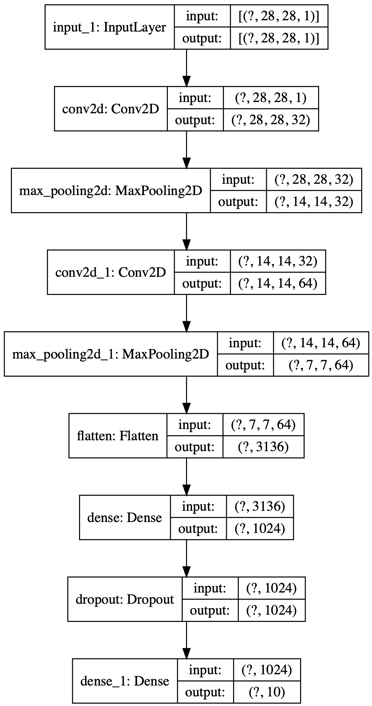 input_1: InputLayer
input:
[(?, 28, 28, 1)]
output:
[(?, 28, 28, 1)]
conv2d: Conv2D
input:
(?, 28, 28, 1)
output:
(?, 28, 28, 32)
max_pooling2d: MaxPooling2D
input:
(?, 28, 28, 32)
output:
(?, 14, 14, 32)
conv2d_1: Conv2D
input:
(?, 14, 14, 32)
output:
(?, 14, 14, 64)
max_pooling2d_1: MaxPooling2D
input:
(?, 14, 14, 64)
output:
(?, 7, 7, 64)
flatten: Flatten
input:
(?, 7, 7, 64)
output:
(?, 3136)
dense: Dense
input:
(?, 3136)
output:
(?, 1024)
dropout: Dropout
input:
(?, 1024)
output:
(?, 1024)
dense_1: Dense
input:
(?, 1024)
output:
(?, 10)